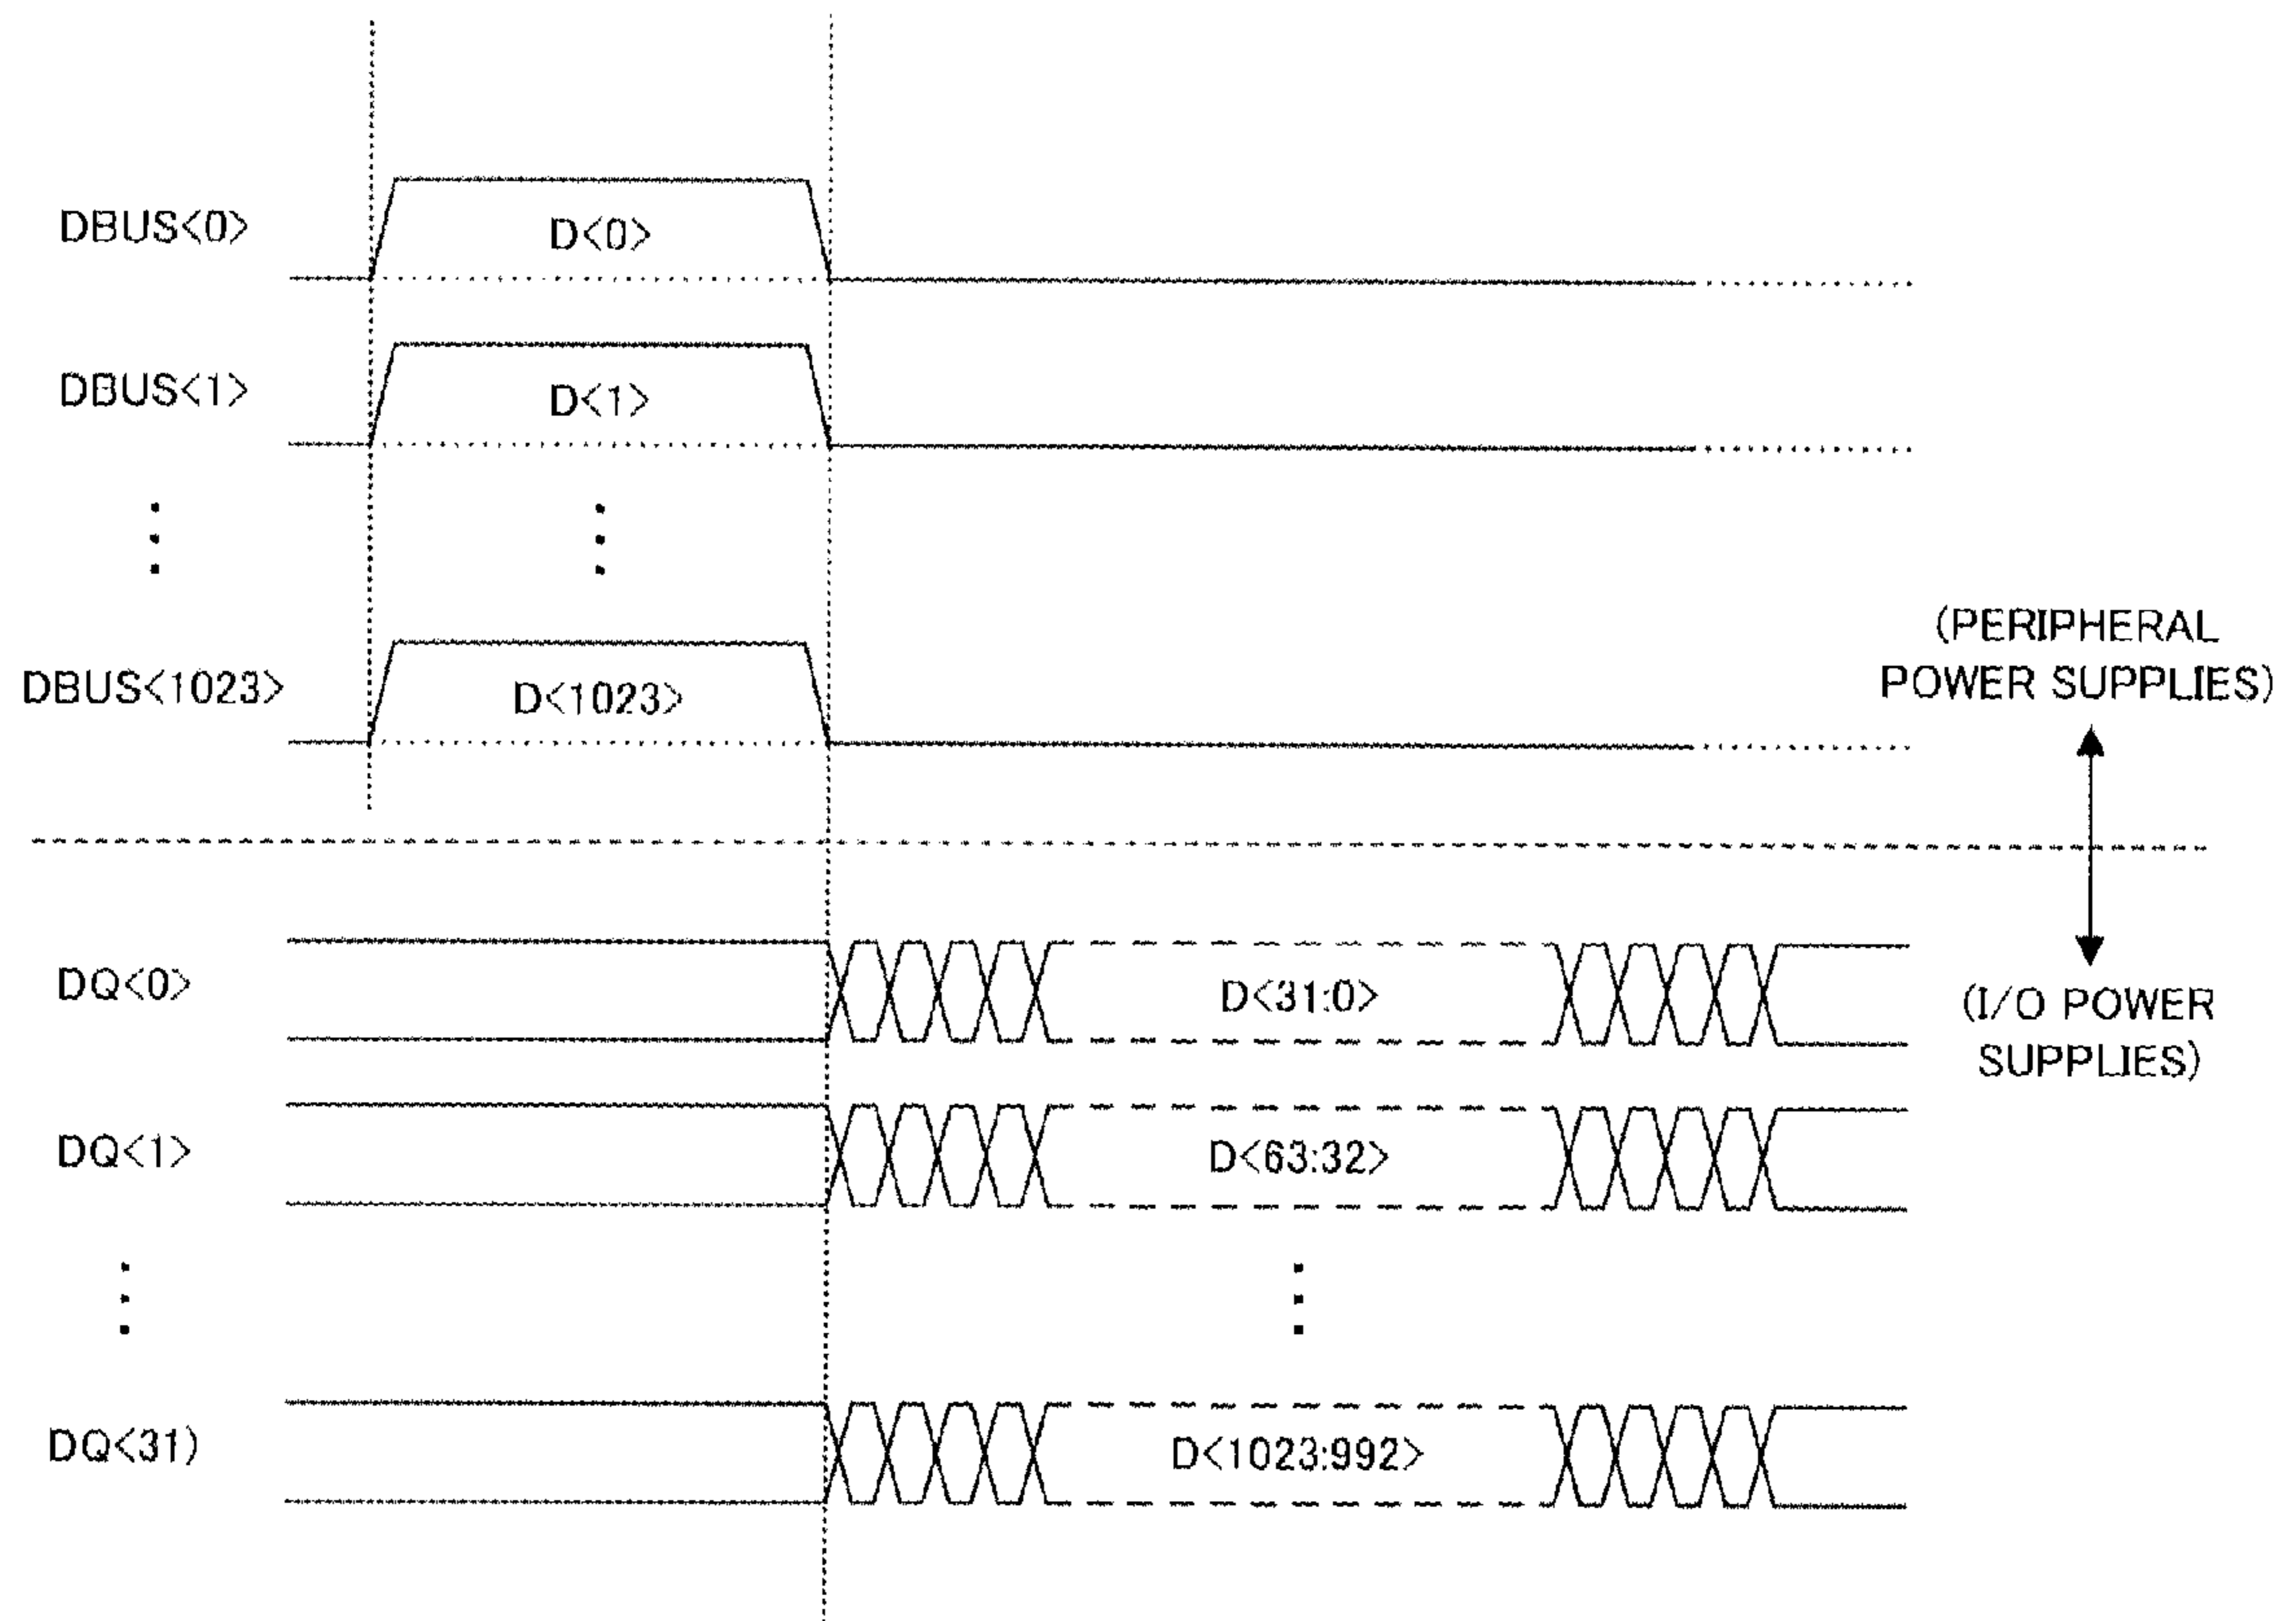 DBUS<0>
D<0>
DBUS<1>
D<1>
DBUS<1023>
D<1023>
(PERIPHERAL
POWER SUPPLIES)
(I/O POWER
SUPPLIES)
DQ<0>
D<31:0>
DQ<1>
D<63:32>
DQ<31)
D<1023:992>